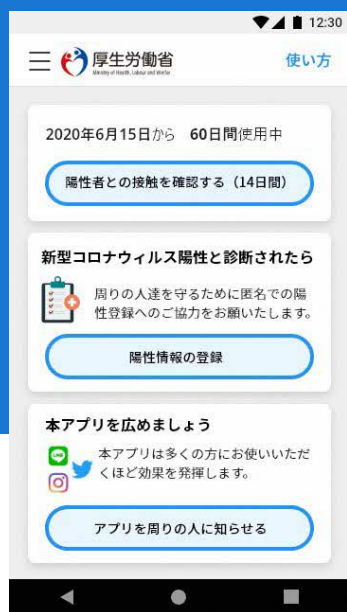 12:30
厚生労働省
Ministry of Health, Labour and Welfare
使い方
2020年6月15日から 60日間使用中
陽性者との接触を確認する（14日間）
新型コロナウィルス陽性と診断されたら
周りの人達を守るために匿名での陽
性登録へのご協力をお願いいたします。
陽性情報の登録
本アプリを広めましょう
LINE
本アプリは多くの方にお使いいただ
くほど効果を発揮します。
アプリを周りの人に知らせる